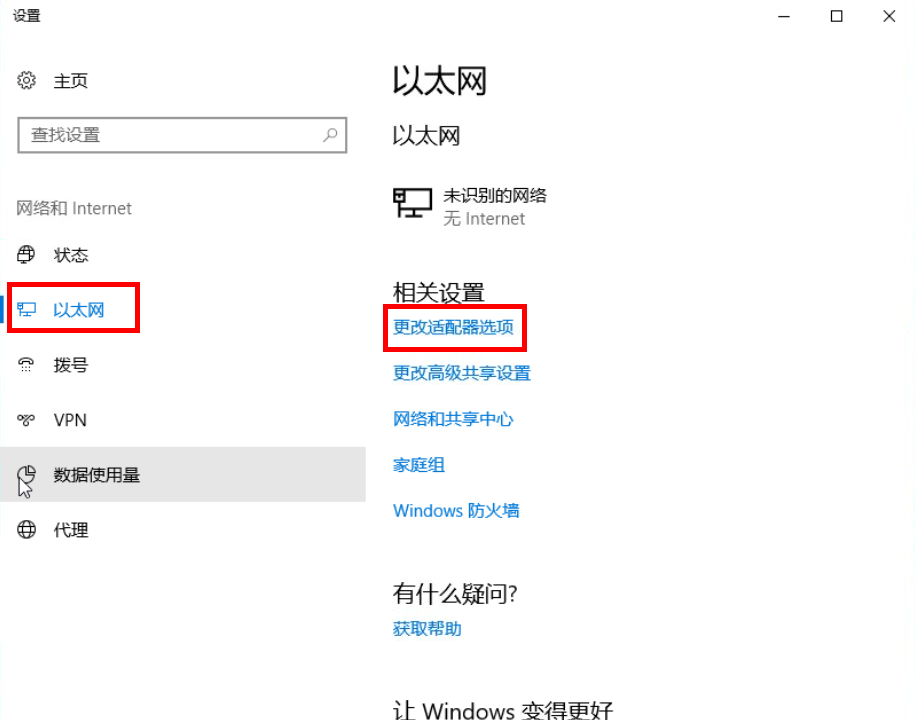 设置
主页
查找设置
网络和 Internet
状态
以太网
拨号
VPN
数据使用量
代理
以太网
以太网
未识别的网络
无 Internet
相关设置
更改适配器选项
更改高级共享设置
网络和共享中心
家庭组
Windows 防火墙
有什么疑问?
获取帮助
让 Windows 变得更好